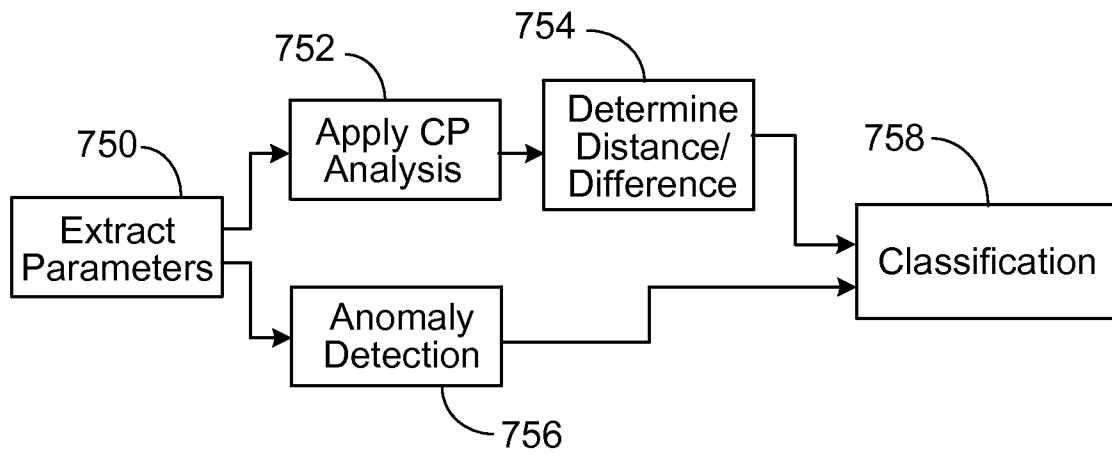 754
752
Determine
Distance/
Difference
Apply CP
Analysis
758
750
Extract
Parameters
Classification
Anomaly
Detection
756